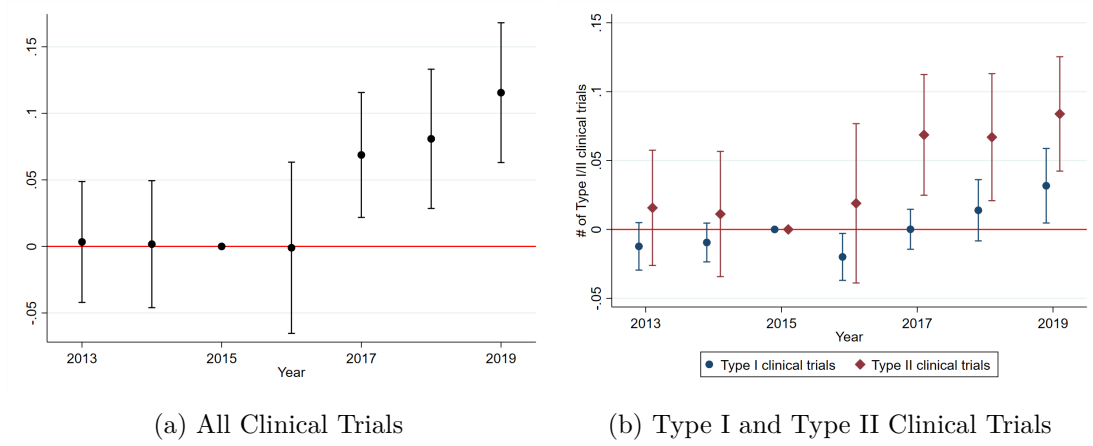 .15
.1
.05
0
-.05
2013 2015 2017 2019
Year
(a) All Clinical Trials
# of Type I/II clinical trials
.15
.1
.05
0
-.05
2013 2015 2017 2019
Year
Type I clinical trials Type II clinical trials
(b) Type I and Type II Clinical Trials